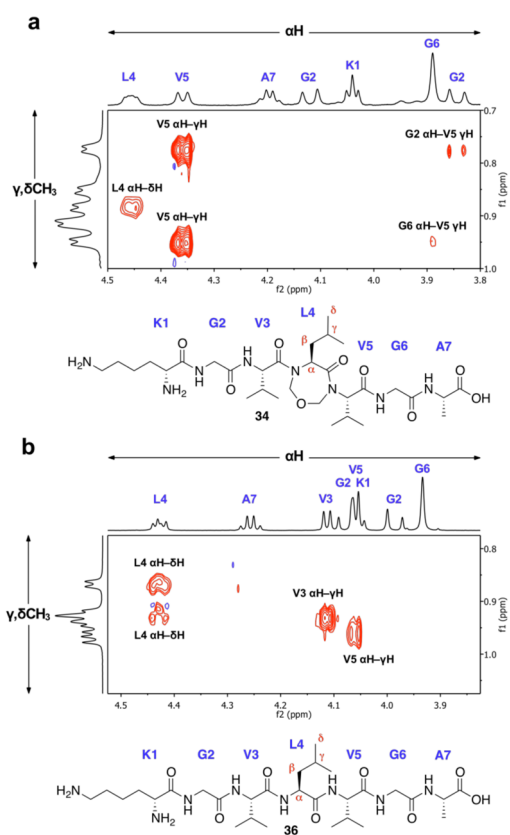 a
αH
G6
L4 V5 A7 G2 K1 G2
γ,δCH₃
V5 αH–γH
G2 αH–V5 γH
L4 αH–δH
V5 αH–γH
G6 αH–V5 γH
0.7
0.8
0.9
1.0
f1 (ppm)
4.5 4.4 4.3 4.2 4.1 4.0 3.9 3.8
f2 (ppm)
L4 δ
K1 G2 V3 β γ V5 G6 A7
α
H₂N
NH₂
O
N
H
O
H
N
O
N
O
N
O
O
N
H
O
H
N
O
OH
34
b
αH
V5
G2 K1 G6
L4 A7 V3 G2
γ,δCH₃
L4 αH–δH
V3 αH–γH
L4 αH–δH
V5 αH–γH
0.8
0.9
1.0
f1 (ppm)
4.5 4.4 4.3 4.2 4.1 4.0 3.9
f2 (ppm)
L4 δ
K1 G2 V3 β γ V5 G6 A7
α
H₂N
NH₂
O
N
H
O
H
N
O
N
H
O
H
N
O
N
H
O
H
N
O
OH
36